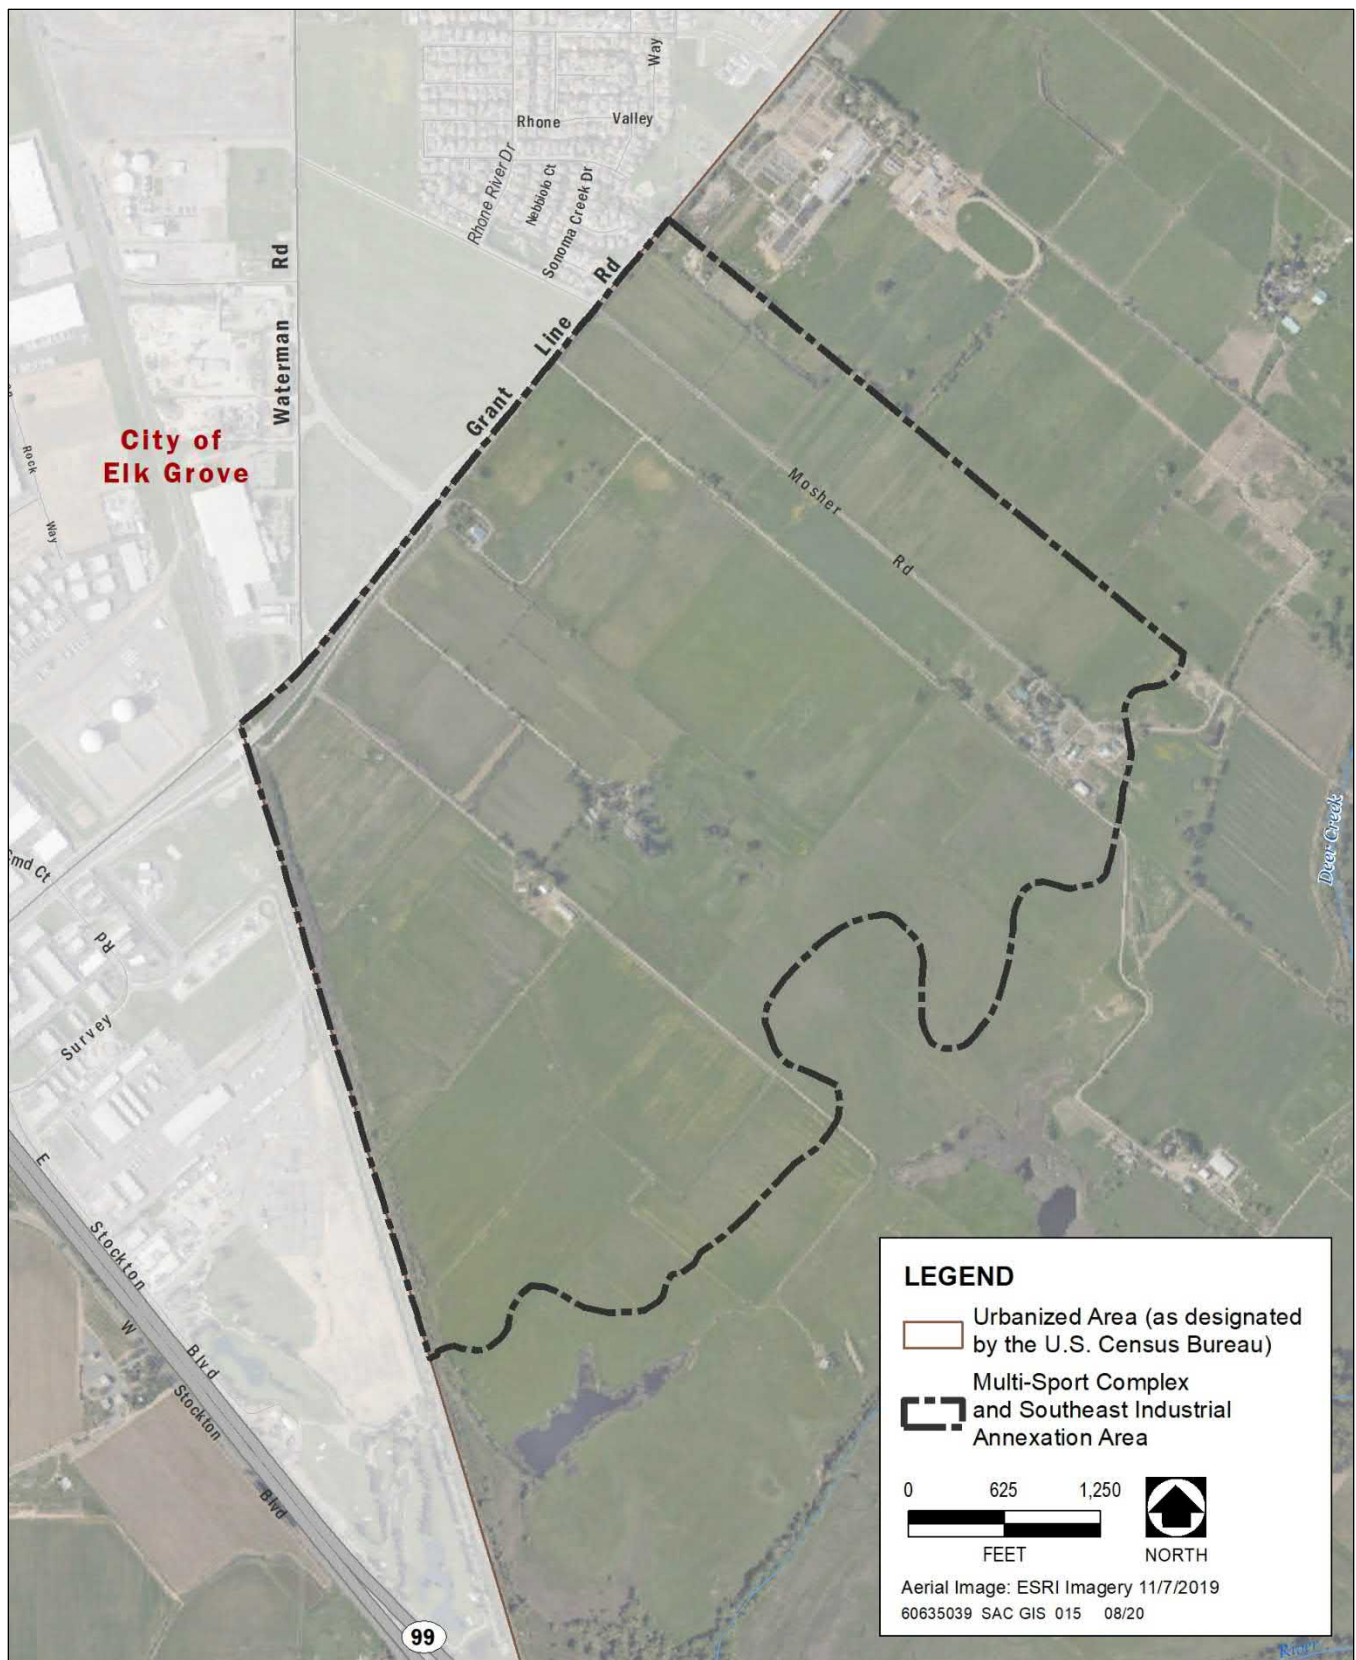 Way
Rhone
Valley
Rhone River Dr
Nebbiolo Ct
Sonoma Creek Dr
Waterman Rd
Grant Line Rd
City of
Elk Grove
Rock
Way
Mosher Rd
Deer Creek
Rd
Survey
E Stockton Blvd
W Stockton Blvd
99
LEGEND
Urbanized Area (as designated
by the U.S. Census Bureau)
Multi-Sport Complex
and Southeast Industrial
Annexation Area
0 625 1,250
FEET
NORTH
Aerial Image: ESRI Imagery 11/7/2019
60635039 SAC GIS 015 08/20
River